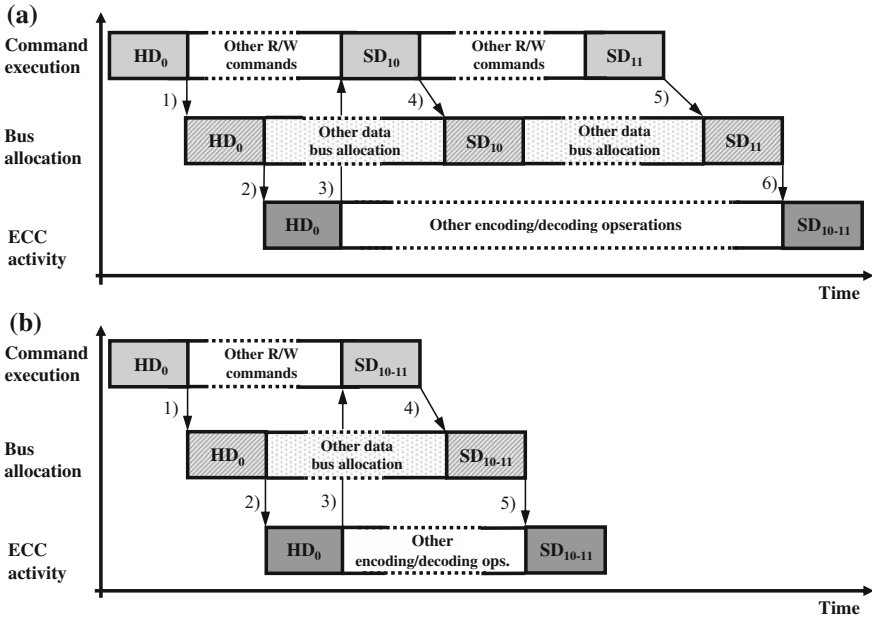 (a)
Command
execution
HD0
Other R/W
commands
SD10
Other R/W
commands
SD11
1)
4)
5)
Bus
allocation
HD0
Other data
bus allocation
SD10
Other data
bus allocation
SD11
2)
3)
6)
ECC
activity
HD0
Other encoding/decoding opserations
SD10-11
Time
(b)
Command
execution
HD0
Other R/W
commands
SD10-11
1)
4)
Bus
allocation
HD0
Other data
bus allocation
SD10-11
2)
3)
5)
ECC
activity
HD0
Other
encoding/decoding ops.
SD10-11
Time